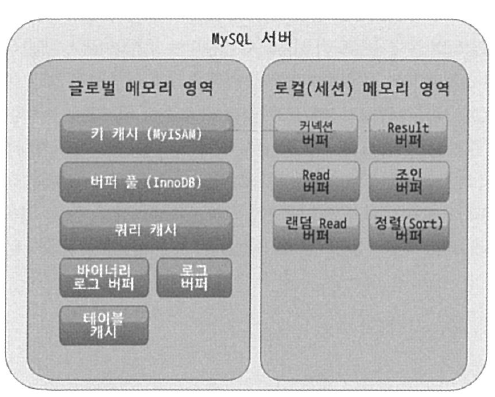 MySQL 서버
글로벌 메모리 영역
키 캐시 (MyISAM)
버퍼 풀 (InnoDB)
쿼리 캐시
바이너리
로그 버퍼
로그
버퍼
테이블
캐시
로컬(세션) 메모리 영역
커넥션
버퍼
Result
버퍼
Read
버퍼
조인
버퍼
랜덤 Read
버퍼
정렬(Sort)
버퍼